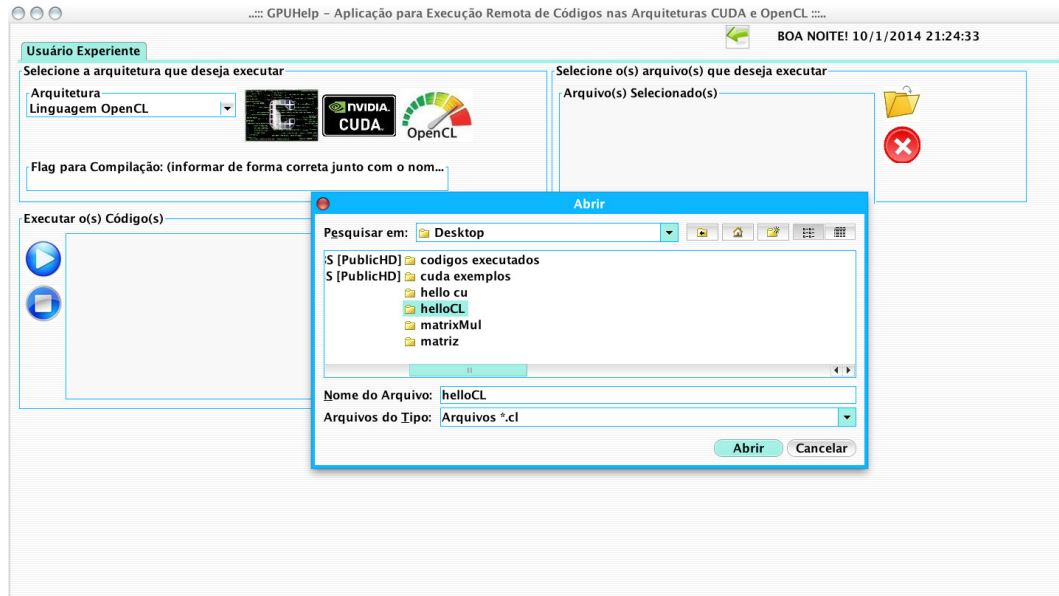 ..::: GPUHelp – Aplicação para Execução Remota de Códigos nas Arquiteturas CUDA e OpenCL :::..
BOA NOITE! 10/1/2014 21:24:33
Usuário Experiente
Selecione a arquitetura que deseja executar
Arquitetura
Linguagem OpenCL
C
NVIDIA.
CUDA.
OpenCL
Flag para Compilação: (informar de forma correta junto com o nom...
Selecione o(s) arquivo(s) que deseja executar
Arquivo(s) Selecionado(s)
Executar o(s) Código(s)
Abrir
Pesquisar em: Desktop
S [PublicHD] codigos executados
S [PublicHD] cuda exemplos
hello cu
helloCL
matrixMul
matriz
Nome do Arquivo: helloCL
Arquivos do Tipo: Arquivos *.cl
Abrir Cancelar